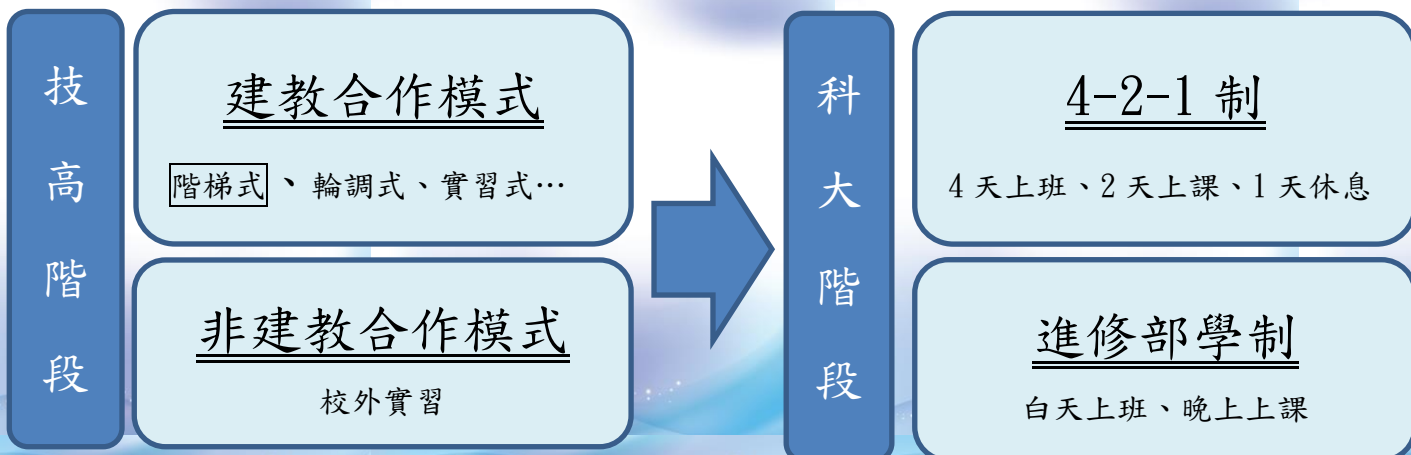 技高階段
建教合作模式
階梯式、輪調式、實習式…
非建教合作模式
校外實習
科大階段
4-2-1 制
4 天上班、2 天上課、1 天休息
進修部學制
白天上班、晚上上課